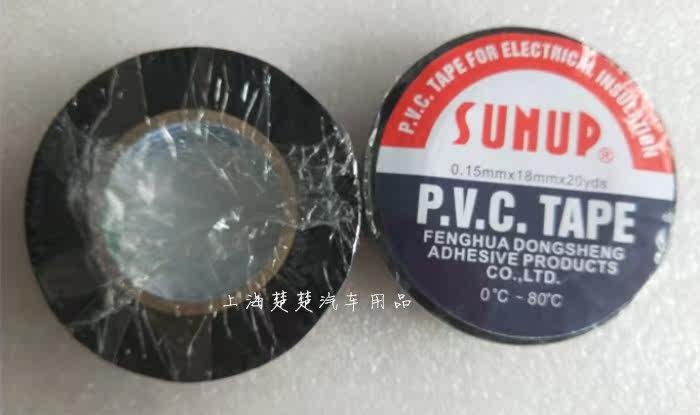 P.V.C. TAPE FOR ELECTRICAL INSULATION
SUNUP®
0.15mmx18mmx20yds
P.V.C. TAPE
FENGHUA DONGSHENG
ADHESIVE PRODUCTS
CO.,LTD.
0℃ ~ 80℃
上海楚楚汽车用品